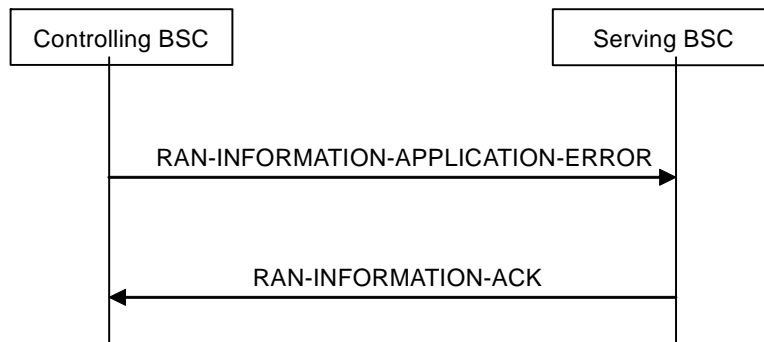 Controlling BSC
Serving BSC
RAN-INFORMATION-APPLICATION-ERROR
RAN-INFORMATION-ACK